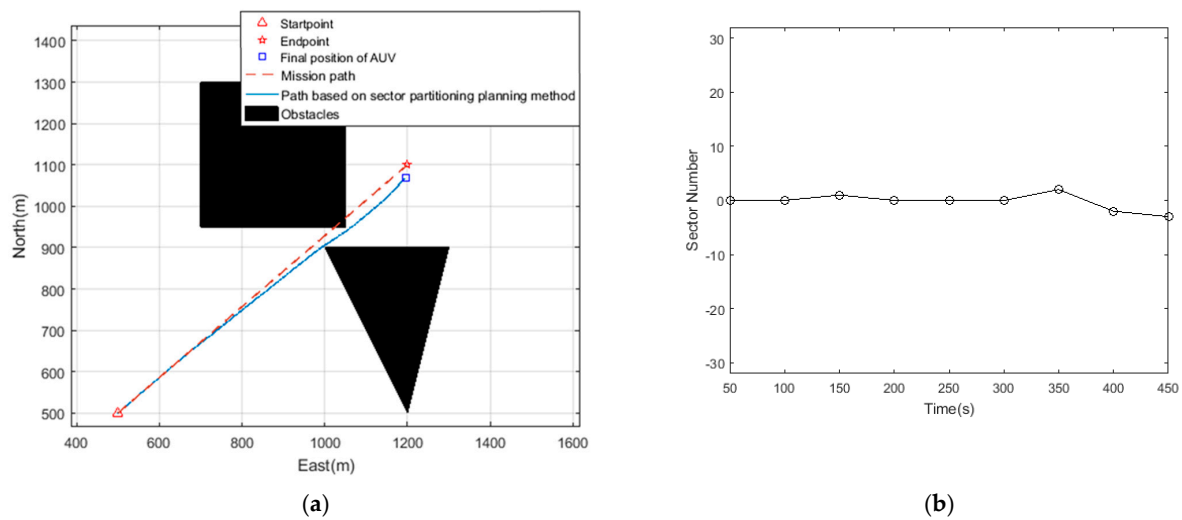 Startpoint
Endpoint
Final position of AUV
Mission path
Path based on sector partitioning planning method
Obstacles
1400
1300
1200
1100
1000
900
800
700
600
500
North(m)
400 600 800 1000 1200 1400 1600
East(m)
(a)
30
20
10
0
-10
-20
-30
Sector Number
50 100 150 200 250 300 350 400 450
Time(s)
(b)